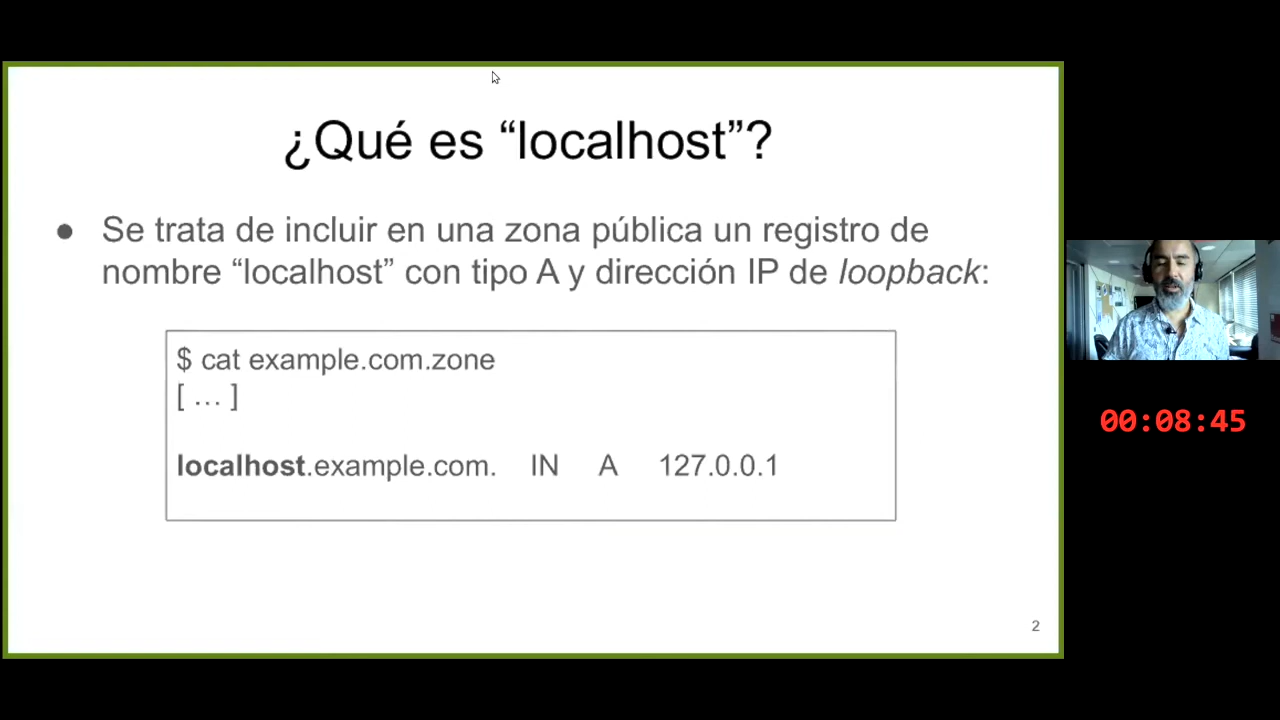 ¿Qué es “localhost”?
● Se trata de incluir en una zona pública un registro de
nombre “localhost” con tipo A y dirección IP de loopback:
$ cat example.com.zone
[ … ]
localhost.example.com. IN A 127.0.0.1
2
00:08:45